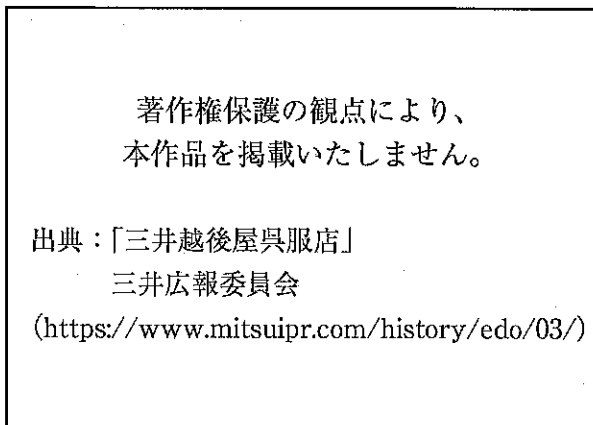 著作権保護の観点により、
本作品を掲載いたしません。
出典：「三井越後屋呉服店」
三井広報委員会
(https://www.mitsuipr.com/history/edo/03/)